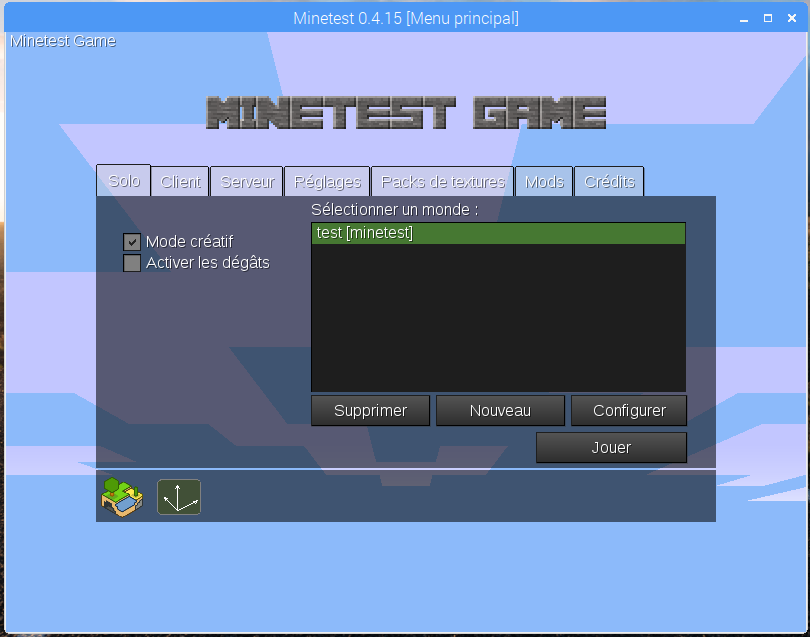 Minetest 0.4.15 [Menu principal]
Minetest Game
MINETEST GAME
Solo Client Serveur Réglages Packs de textures Mods Crédits
Sélectionner un monde :
test [minetest]
Mode créatif
Activer les dégâts
Supprimer Nouveau Configurer
Jouer